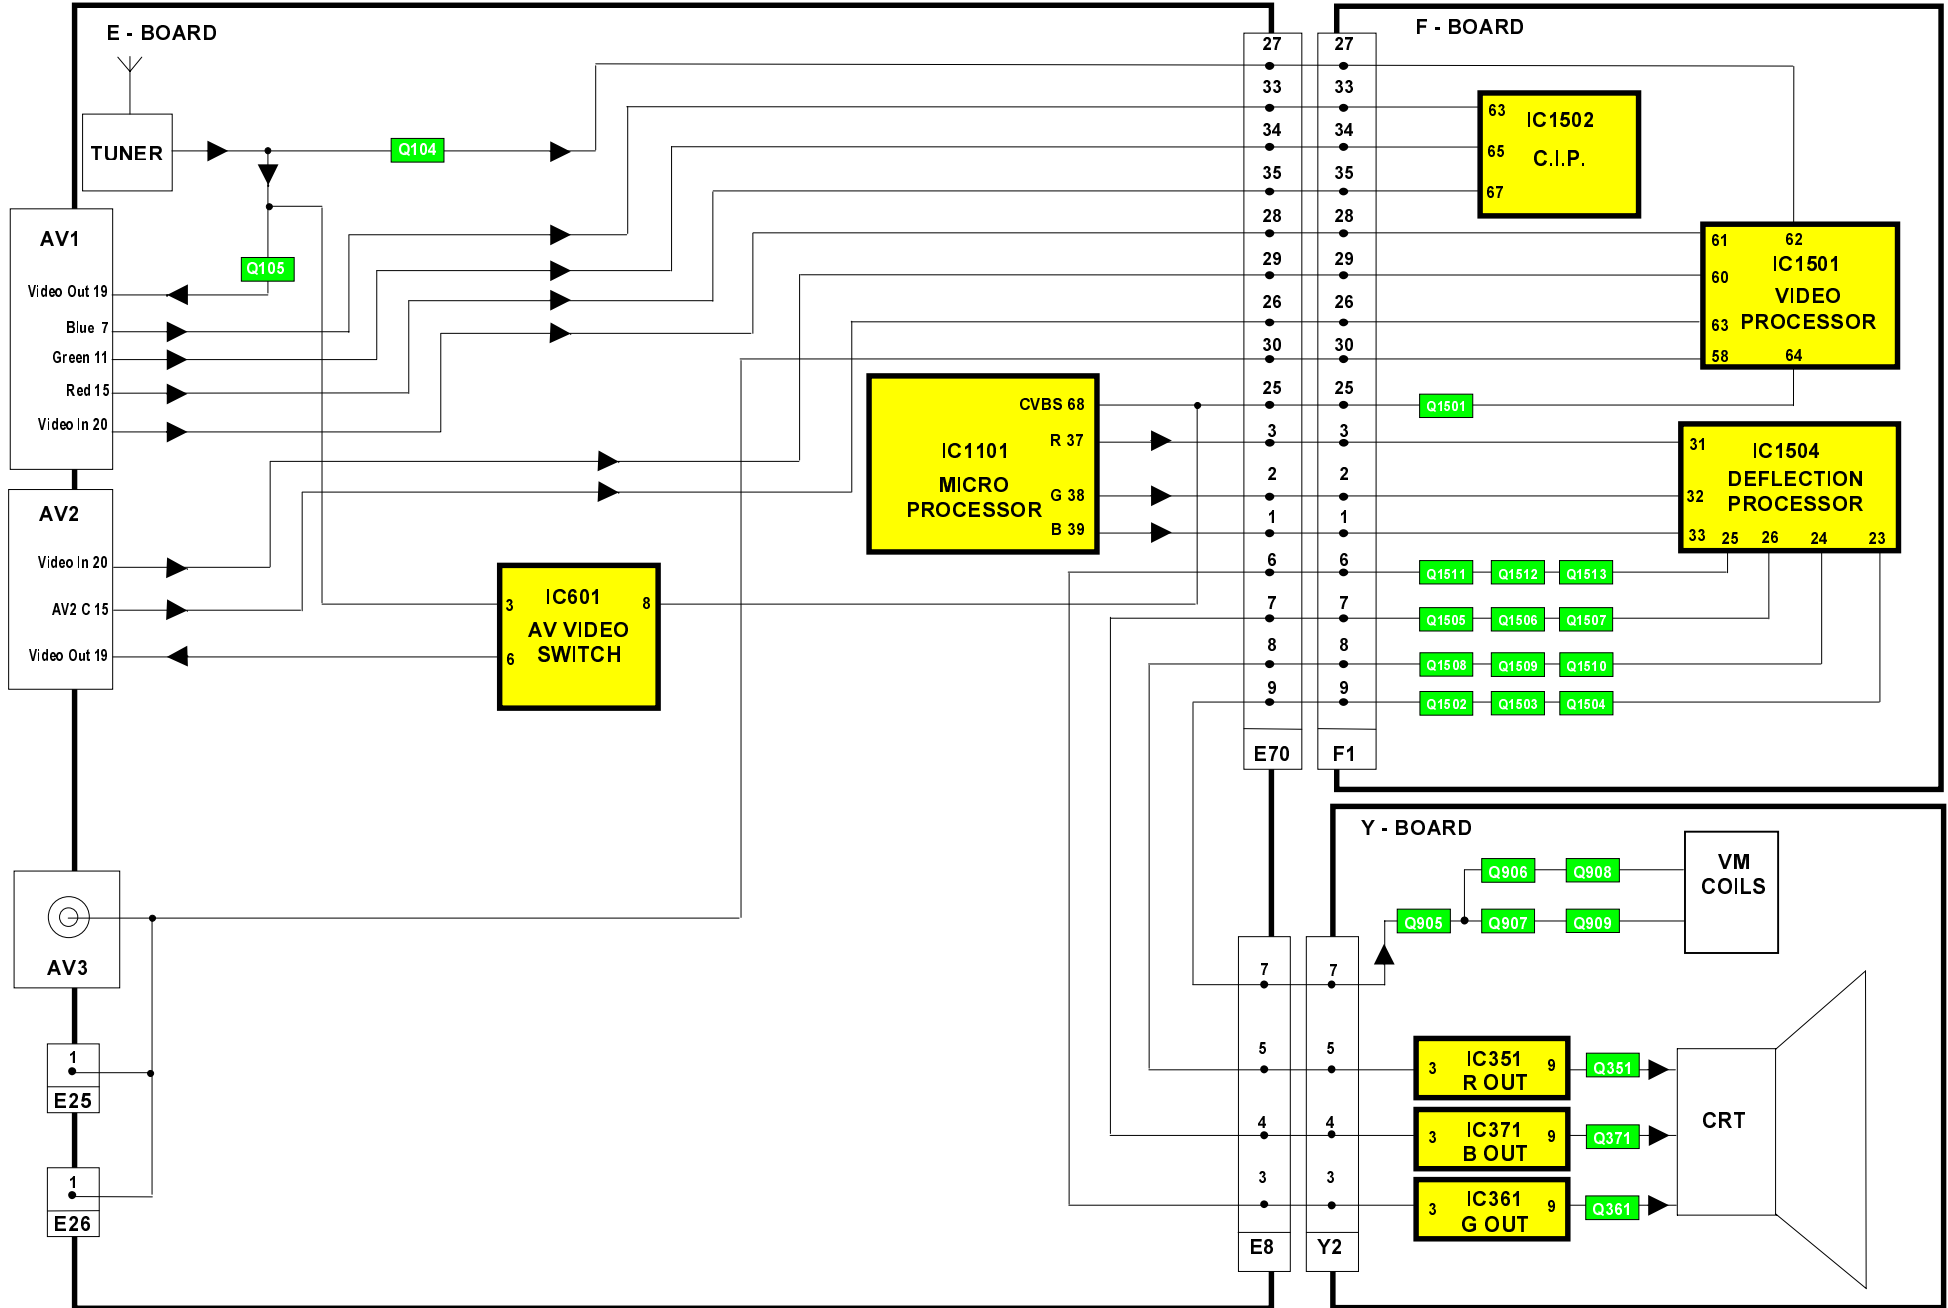 E - BOARD
TUNER
Q104
Q105
AV1
Video Out 19
Blue 7
Green 11
Red 15
Video In 20
AV2
Video In 20
AV2 C 15
Video Out 19
AV3
1
E25
1
E26
3
IC601
8
AV VIDEO
SWITCH
6
CVBS 68
R 37
IC1101
MICRO
PROCESSOR
G 38
B 39
27
33
34
35
28
29
26
30
25
3
2
1
6
7
8
9
E70
27
33
34
35
28
29
26
30
25
3
2
1
6
7
8
9
F1
F - BOARD
63
IC1502
65
C.I.P.
67
61
62
IC1501
60
VIDEO
63
PROCESSOR
58
64
Q1501
31
IC1504
DEFLECTION
32
PROCESSOR
33
25
26
24
23
Q1511
Q1512
Q1513
Q1505
Q1506
Q1507
Q1508
Q1509
Q1510
Q1502
Q1503
Q1504
Y - BOARD
VM
COILS
Q906
Q908
Q905
Q907
Q909
7
5
4
3
E8
7
5
4
3
Y2
3
IC351
9
R OUT
Q351
3
IC371
9
B OUT
Q371
3
IC361
9
G OUT
Q361
CRT